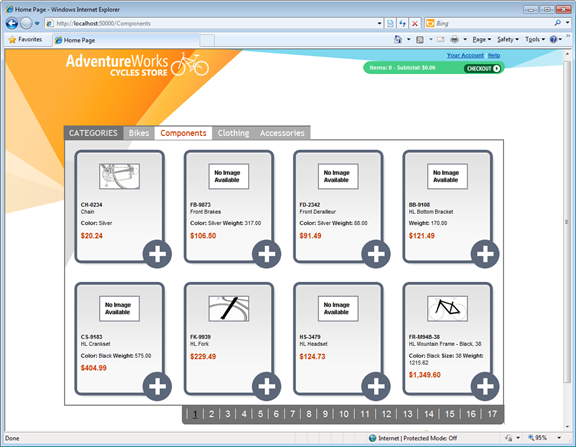 Home Page - Windows Internet Explorer
http://localhost:50000/Components
Bing
Favorites
Home Page
Page
Safety
Tools
Your Account
Help
AdventureWorks
CYCLES STORE
Items: 0 - Subtotal: $0.00
CHECKOUT
CATEGORIES
Bikes
Components
Clothing
Accessories
CH-0234
Chain
Color: Silver
$20.24
No Image
Available
FB-9873
Front Brakes
Color: Silver Weight: 317.00
$106.50
No Image
Available
FD-2342
Front Derailleur
Color: Silver Weight: 88.00
$91.49
No Image
Available
BB-9108
HL Bottom Bracket
Weight: 170.00
$121.49
No Image
Available
CS-9183
HL Crankset
Color: Black Weight: 575.00
$404.99
FK-9939
HL Fork
$229.49
No Image
Available
HS-3479
HL Headset
$124.73
FR-M94B-38
HL Mountain Frame - Black, 38
Color: Black Size: 38 Weight:
1215.62
$1,349.60
1 | 2 | 3 | 4 | 5 | 6 | 7 | 8 | 9 | 10 | 11 | 12 | 13 | 14 | 15 | 16 | 17
Done
Internet | Protected Mode: Off
95%